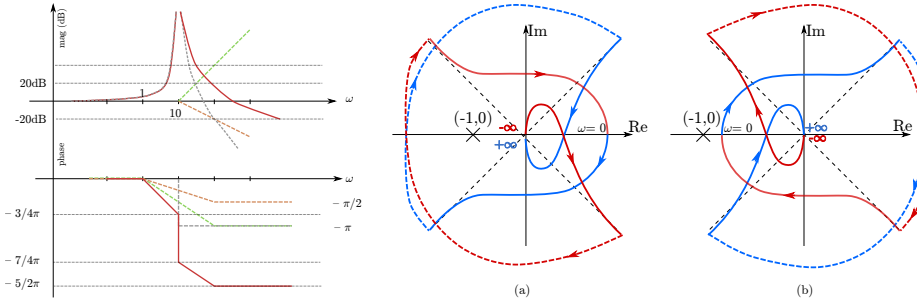 mag (dB)
20dB
1
ω
10
-20dB
phase
ω
- π/2
- 3/4π
- π
- 7/4π
- 5/2π
Im
(-1,0)
-∞
+∞
ω= 0
Re
(a)
Im
(-1,0)
ω= 0
+∞
-∞
Re
(b)